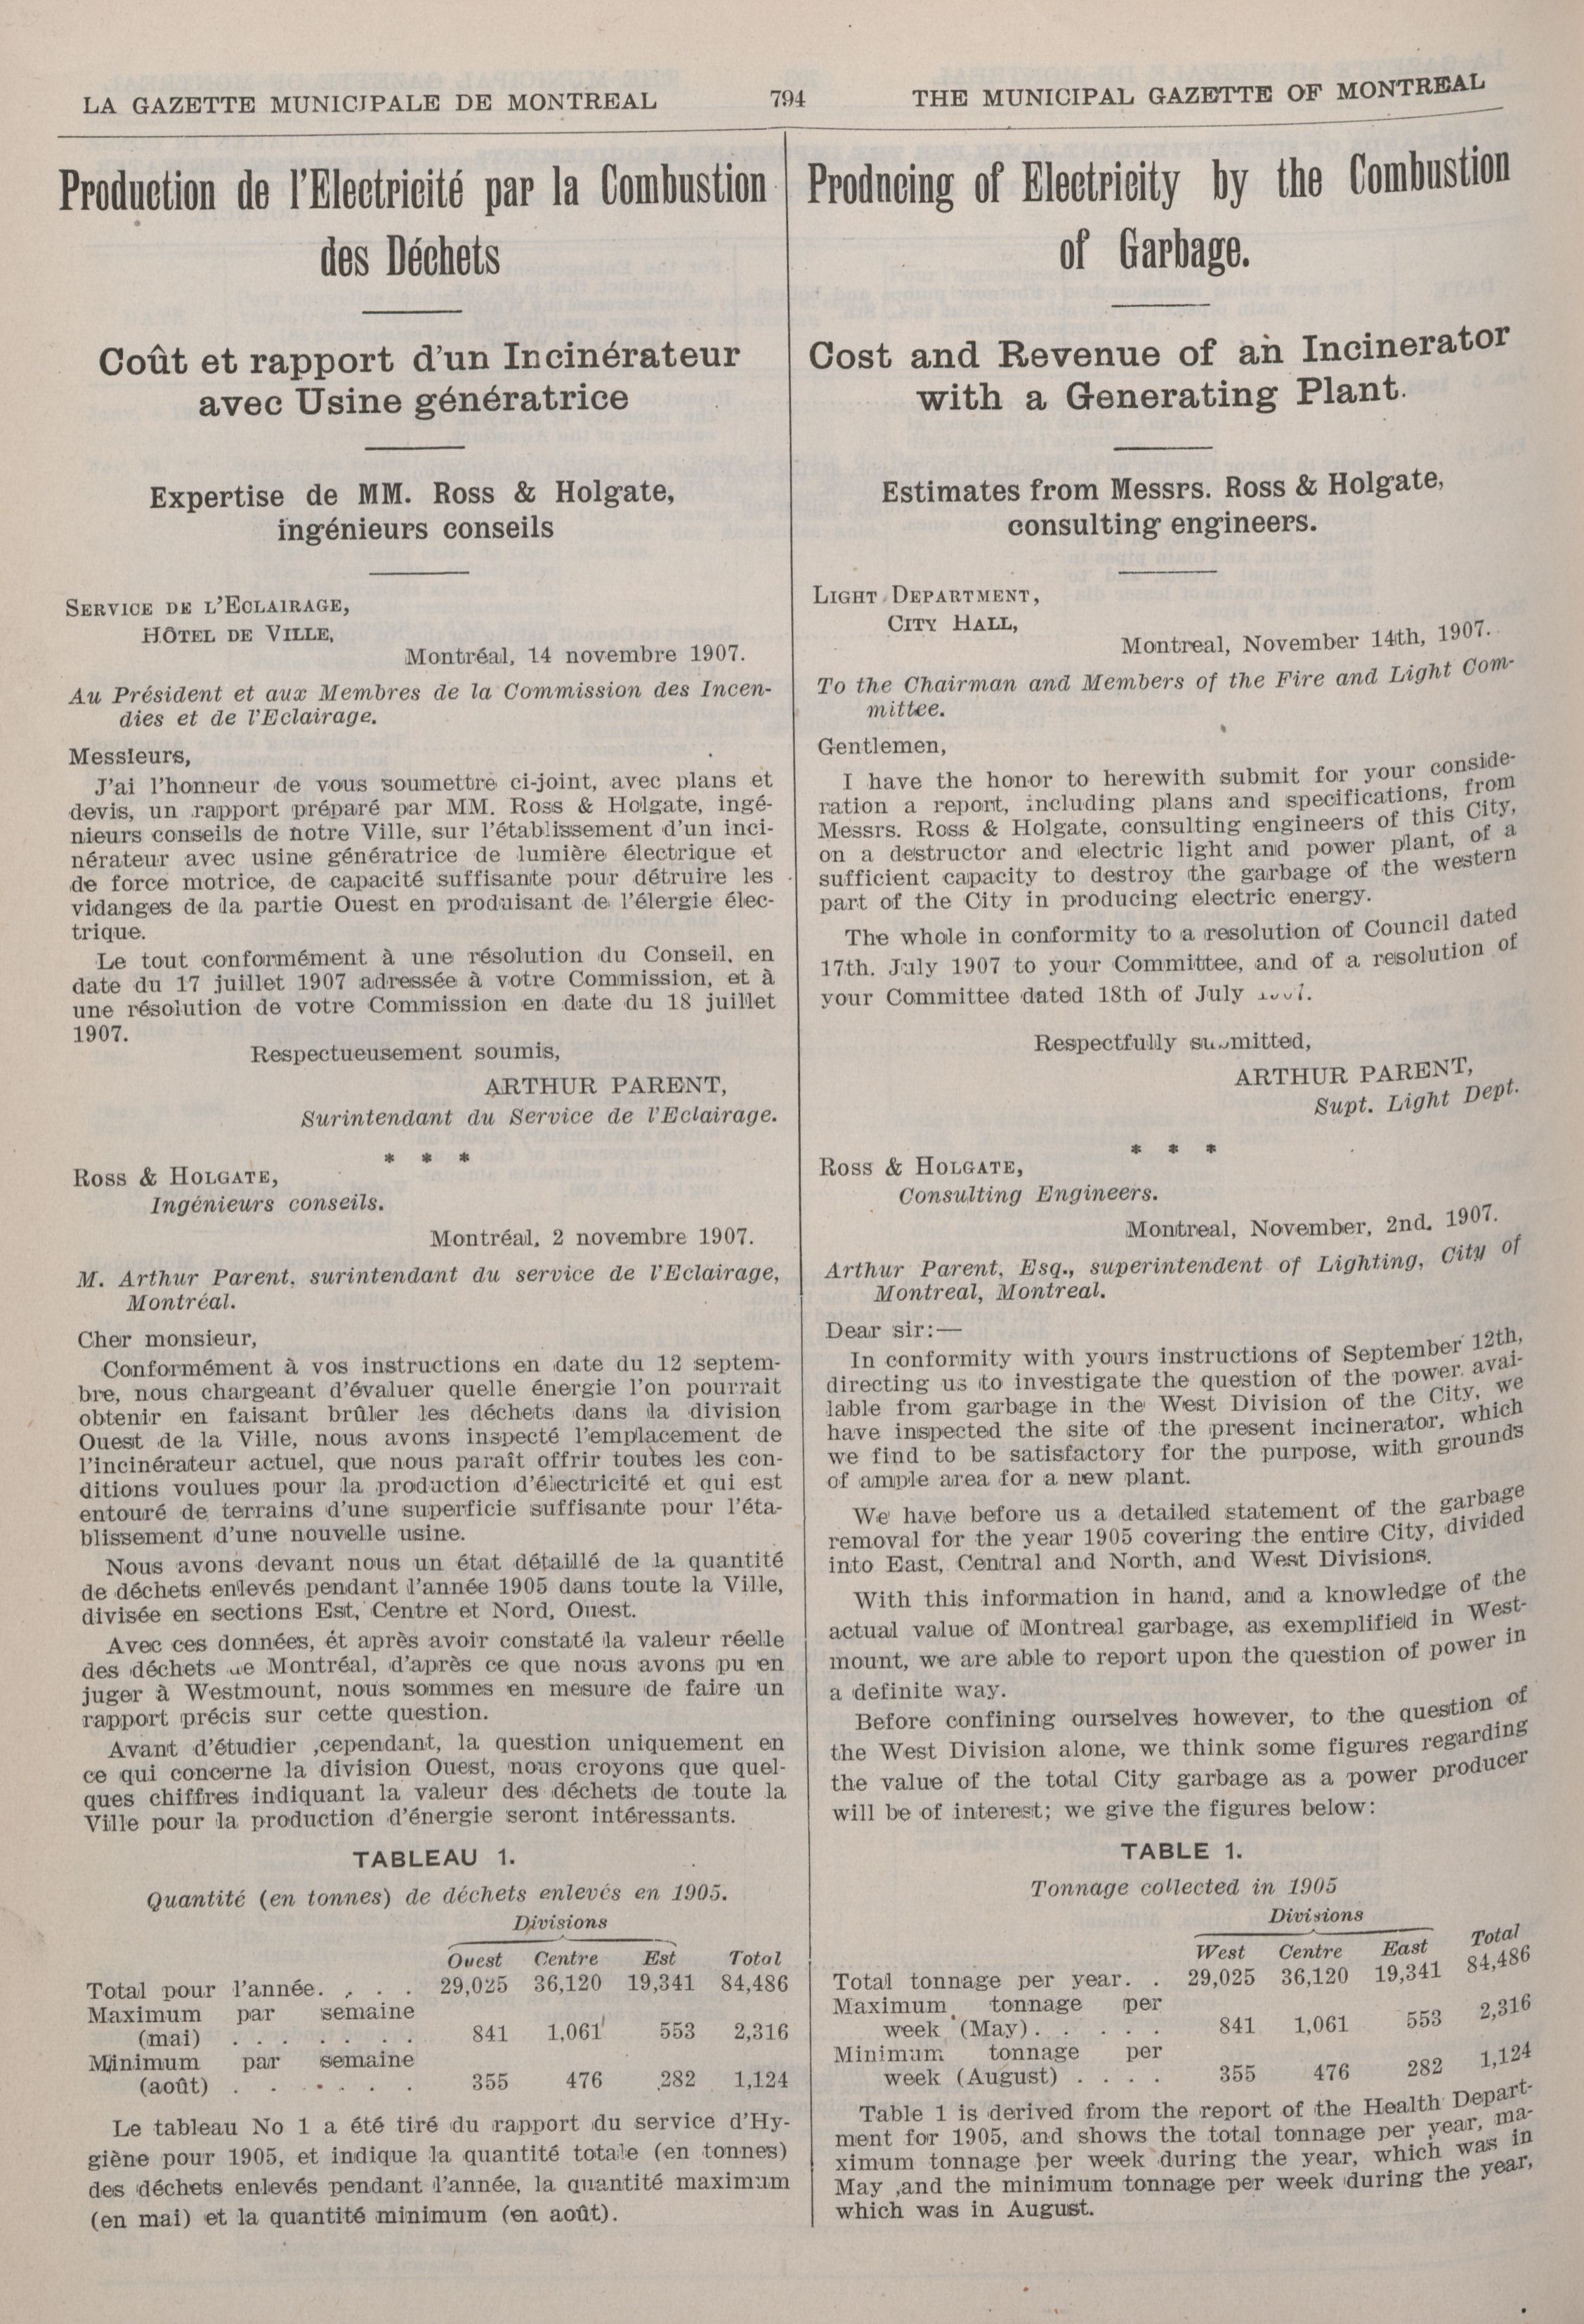 LA GAZETTE MUNICIPALE DE MONTREAL
794
THE MUNICIPAL GAZETTE OF MONTREAL
Production de l'Electricité par la Combustion
des Déchets
Coût et rapport d'un Incinérateur
avec Usine génératrice
Expertise de MM. Ross & Holgate,
ingénieurs conseils
SERVICE DE L'ECLAIRAGE,
HÔTEL DE VILLE,
Montréal, 14 novembre 1907.
Au Président et aux Membres de la Commission des Incen-
dies et de l'Eclairage.
Messieurs,
J'ai l'honneur de vous soumettre ci-joint, avec plans et
devis, un rapport préparé par MM. Ross & Holgate, ingé-
nieurs conseils de notre Ville, sur l'établissement d'un inci-
nérateur avec usine génératrice de lumière électrique et
de force motrice, de capacité suffisante pour détruire les
vidanges de la partie Ouest en produisant de l'élergie élec-
trique.
Le tout conformément à une résolution du Conseil, en
date du 17 juillet 1907 adressée à votre Commission, et à
une résolution de votre Commission en date du 18 juillet
1907.
Respectueusement soumis,
ARTHUR PARENT,
Surintendant du Service de l'Eclairage.
* * *
ROSS & HOLGATE,
Ingénieurs conseils.
Montréal, 2 novembre 1907.
M. Arthur Parent, surintendant du service de l'Eclairage,
Montréal.
Cher monsieur,
Conformément à vos instructions en date du 12 septem-
bre, nous chargeant d'évaluer quelle énergie l'on pourrait
obtenir en faisant brûler les déchets dans la division
Ouest de la Ville, nous avons inspecté l'emplacement de
l'incinérateur actuel, que nous paraît offrir toutes les con-
ditions voulues pour la production d'électricité et qui est
entouré de terrains d'une superficie suffisante pour l'éta-
blissement d'une nouvelle usine.
Nous avons devant nous un état détaillé de la quantité
de déchets enlevés pendant l'année 1905 dans toute la Ville,
divisée en sections Est, Centre et Nord, Ouest.
Avec ces données, ét après avoir constaté la valeur réelle
des déchets de Montréal, d'après ce que nous avons pu en
juger à Westmount, nous sommes en mesure de faire un
rapport précis sur cette question.
Avant d'étudier ,cependant, la question uniquement en
ce qui concerne la division Ouest, nous croyons que quel-
ques chiffres indiquant la valeur des déchets de toute la
Ville pour la production d'énergie seront intéressants.
TABLEAU 1.
Quantité (en tonnes) de déchets enlevés en 1905.
Divisions
Ouest Centre Est Total
Total pour l'année. . . . 29,025 36,120 19,341 84,486
Maximum par semaine
(mai) . . . . . . . 841 1,061 553 2,316
Minimum par semaine
(août) . . . . . . 355 476 282 1,124
Le tableau No 1 a été tiré du rapport du service d'Hy-
giène pour 1905, et indique la quantité totale (en tonnes)
des déchets enlevés pendant l'année, la quantité maximum
(en mai) et la quantité minimum (en août).
Prodncing of Electricity by the Combustion
of Garbage.
Cost and Revenue of an Incinerator
with a Generating Plant.
Estimates from Messrs. Ross & Holgate,
consulting engineers.
LIGHT DEPARTMENT,
CITY HALL,
Montreal, November 14th, 1907.
To the Chairman and Members of the Fire and Light Com-
mittee.
Gentlemen,
I have the honor to herewith submit for your conside-
ration a report, including plans and specifications, from
Messrs. Ross & Holgate, consulting engineers of this City,
on a destructor and electric light and power plant, of a
sufficient capacity to destroy the garbage of the western
part of the City in producing electric energy.
The whole in conformity to a resolution of Council dated
17th. July 1907 to your Committee, and of a resolution of
your Committee dated 18th of July 1907.
Respectfully submitted,
ARTHUR PARENT,
Supt. Light Dept.
* * *
ROSS & HOLGATE,
Consulting Engineers.
Montreal, November, 2nd. 1907.
Arthur Parent, Esq., superintendent of Lighting, City of
Montreal, Montreal.
Dear sir:—
In conformity with yours instructions of September 12th,
directing us to investigate the question of the power avai-
lable from garbage in the West Division of the City, we
have inspected the site of the present incinerator, which
we find to be satisfactory for the purpose, with grounds
of ample area for a new plant.
We have before us a detailed statement of the garbage
removal for the year 1905 covering the entire City, divided
into East, Central and North, and West Divisions.
With this information in hand, and a knowledge of the
actual value of Montreal garbage, as exemplified in West-
mount, we are able to report upon the question of power in
a definite way.
Before confining ourselves however, to the question of
the West Division alone, we think some figures regarding
the value of the total City garbage as a power producer
will be of interest; we give the figures below:
TABLE 1.
Tonnage collected in 1905
Divisions
West Centre East Total
Total tonnage per year. . 29,025 36,120 19,341 84,486
Maximum tonnage per
week (May). . . . . 841 1,061 553 2,316
Minimum tonnage per
week (August) . . . . 355 476 282 1,124
Table 1 is derived from the report of the Health Depart-
ment for 1905, and shows the total tonnage per year, ma-
ximum tonnage per week during the year, which was in
May ,and the minimum tonnage per week during the year,
which was in August.